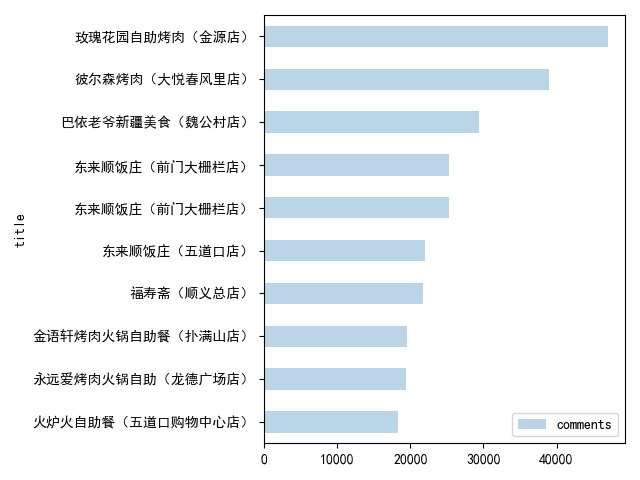 玫瑰花园自助烤肉（金源店）
彼尔森烤肉（大悦春风里店）
巴依老爷新疆美食（魏公村店）
东来顺饭庄（前门大栅栏店）
东来顺饭庄（前门大栅栏店）
东来顺饭庄（五道口店）
福寿斋（顺义总店）
金语轩烤肉火锅自助餐（扑满山店）
永远爱烤肉火锅自助（龙德广场店）
火炉火自助餐（五道口购物中心店）
title
comments
0 10000 20000 30000 40000